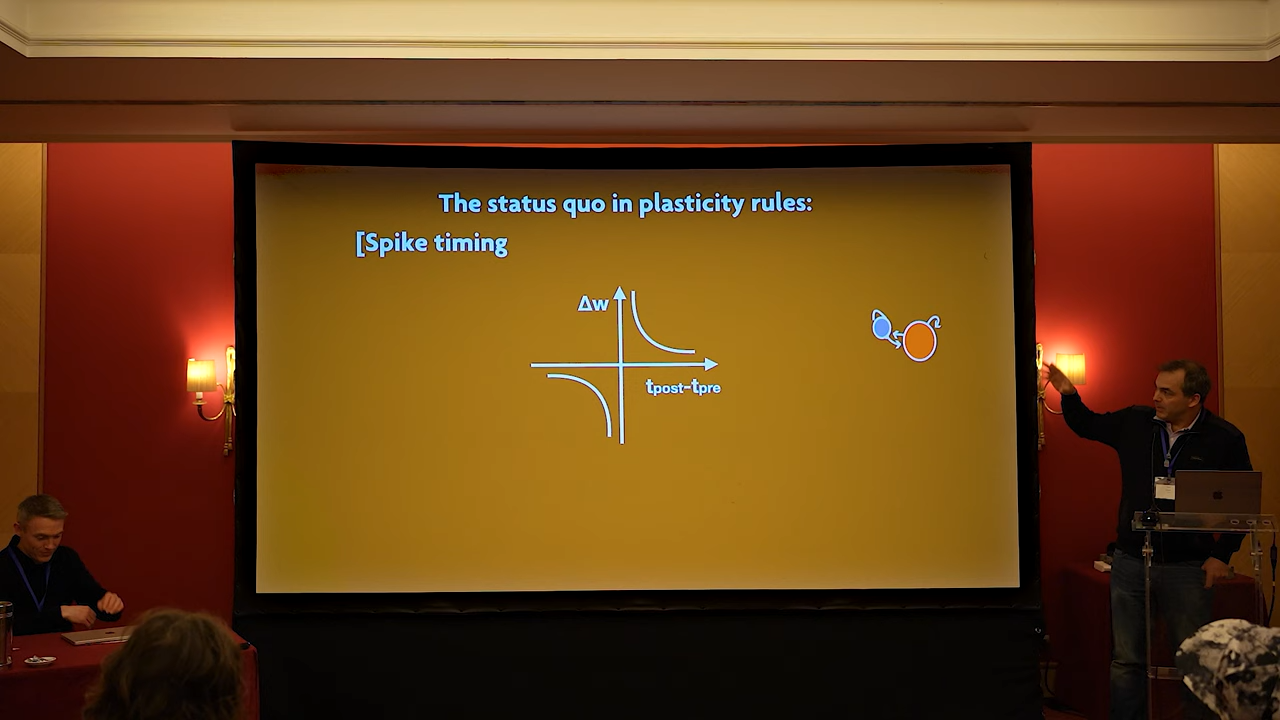 The status quo in plasticity rules:
[Spike timing
Δw
tpost-tpre